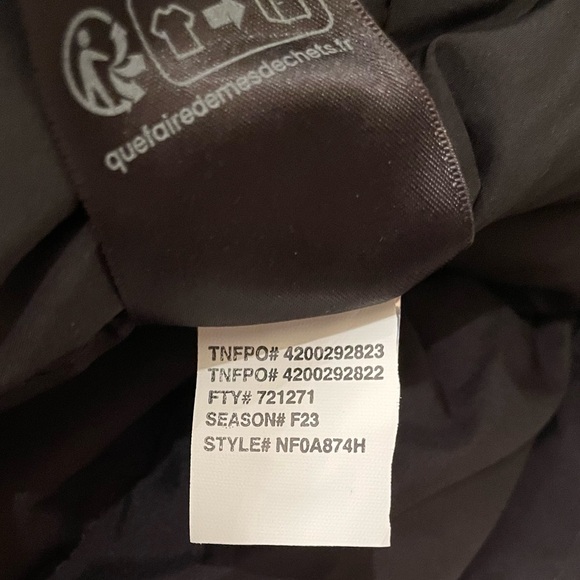 quefairedemesdechets.fr
TNFPO# 4200292823
TNFPO# 4200292822
FTY# 721271
SEASON# F23
STYLE# NF0A874H